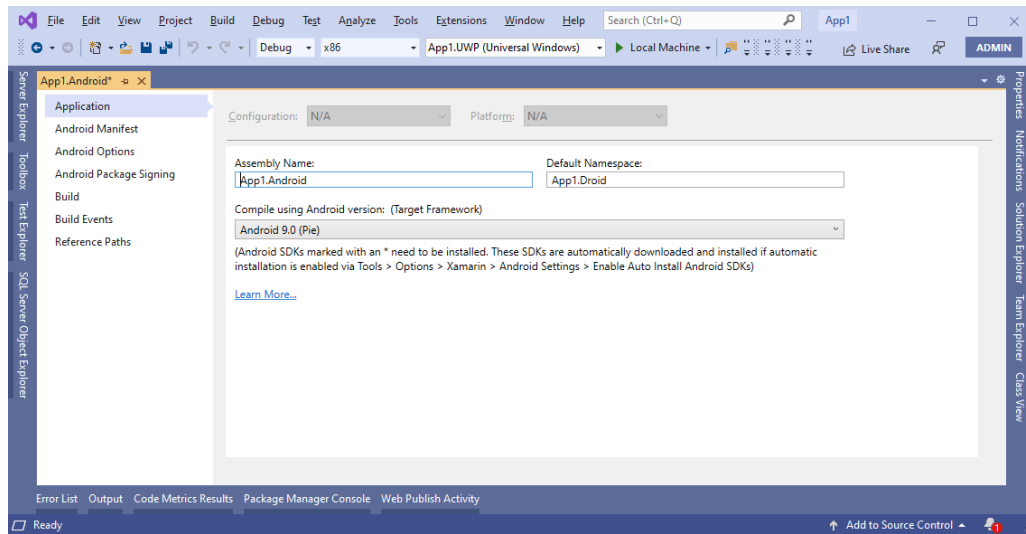 File Edit View Project Build Debug Test Analyze Tools Extensions Window Help Search (Ctrl+Q) App1
Debug x86 App1.UWP (Universal Windows) Local Machine Live Share ADMIN
Server Explorer
Toolbox
Test Explorer
SQL Server Object Explorer
App1.Android*
Application
Android Manifest
Android Options
Android Package Signing
Build
Build Events
Reference Paths
Configuration: N/A Platform: N/A
Assembly Name: Default Namespace:
App1.Android App1.Droid
Compile using Android version: (Target Framework)
Android 9.0 (Pie)
(Android SDKs marked with an * need to be installed. These SDKs are automatically downloaded and installed if automatic
installation is enabled via Tools > Options > Xamarin > Android Settings > Enable Auto Install Android SDKs)
Learn More...
Properties
Notifications
Solution Explorer
Team Explorer
Class View
Error List Output Code Metrics Results Package Manager Console Web Publish Activity
Ready Add to Source Control 1